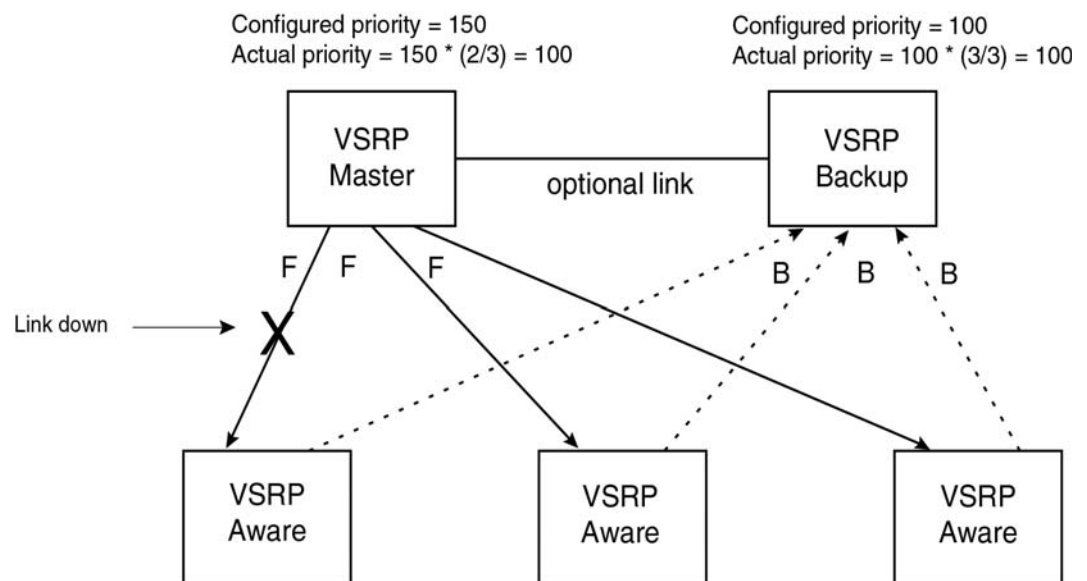 Configured priority = 150
Actual priority = 150 * (2/3) = 100
Configured priority = 100
Actual priority = 100 * (3/3) = 100
VSRP
Master
optional link
VSRP
Backup
F
F
F
B
B
B
Link down
X
VSRP
Aware
VSRP
Aware
VSRP
Aware